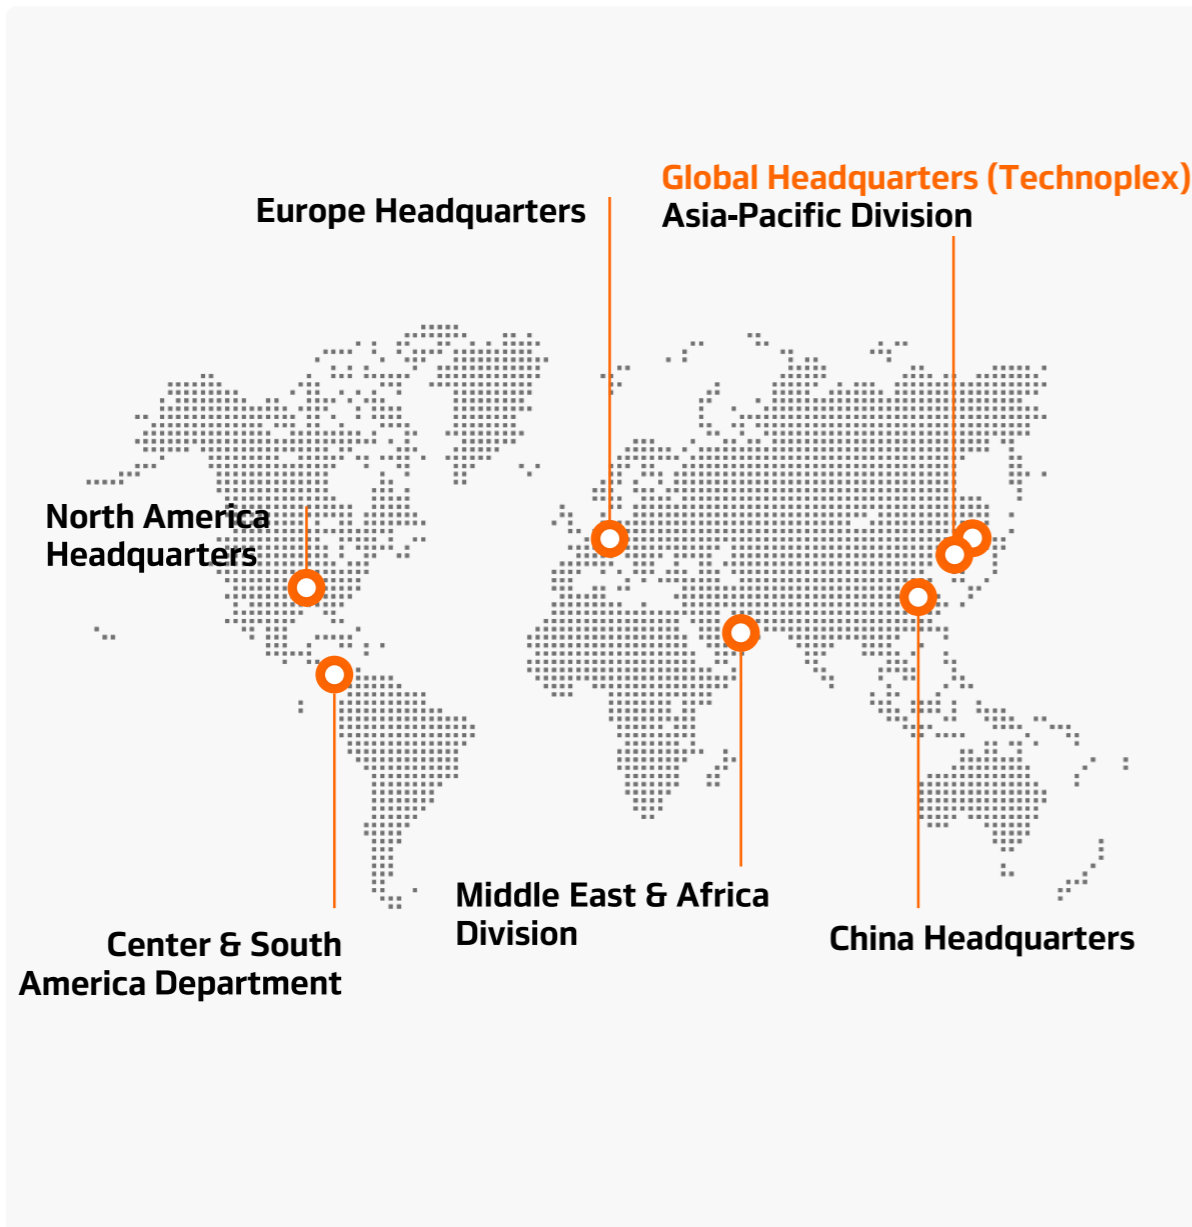 Global Headquarters (Technoplex)
Asia-Pacific Division
Europe Headquarters
North America
Headquarters
Middle East & Africa
Division
China Headquarters
Center & South
America Department